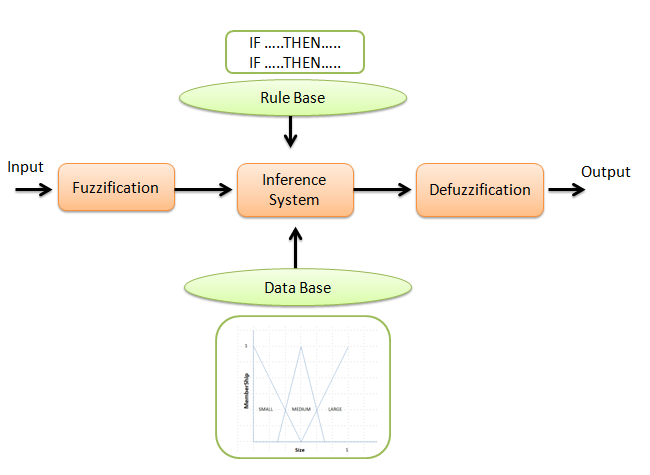 IF .....THEN.....
IF .....THEN.....
Rule Base
Input
Fuzzification
Inference
System
Defuzzification
Output
Data Base
1
MemberShip
SMALL
MEDIUM
LARGE
Size
1